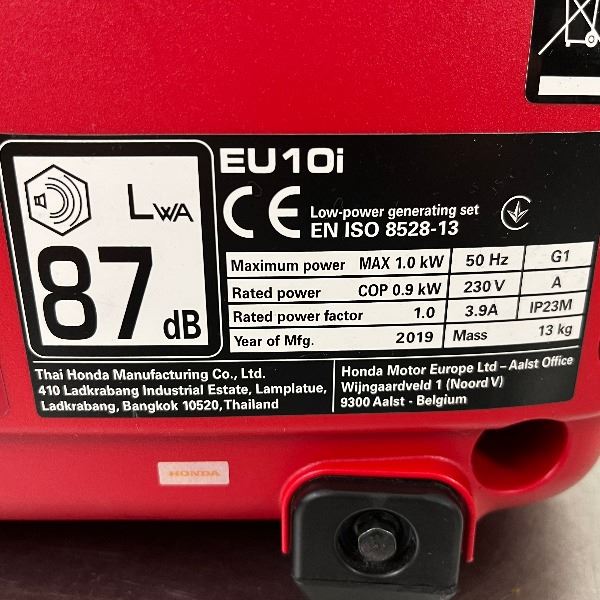 EU10i
LWA
87 dB
CE
Low-power generating set
EN ISO 8528-13
Maximum power MAX 1.0 kW 50 Hz G1
Rated power COP 0.9 kW 230 V A
Rated power factor 1.0 3.9A IP23M
Year of Mfg. 2019 Mass 13 kg
Thai Honda Manufacturing Co., Ltd.
410 Ladkrabang Industrial Estate, Lamplatue,
Ladkrabang, Bangkok 10520,Thailand
Honda Motor Europe Ltd – Aalst Office
Wijngaardveld 1 (Noord V)
9300 Aalst - Belgium
HONDA